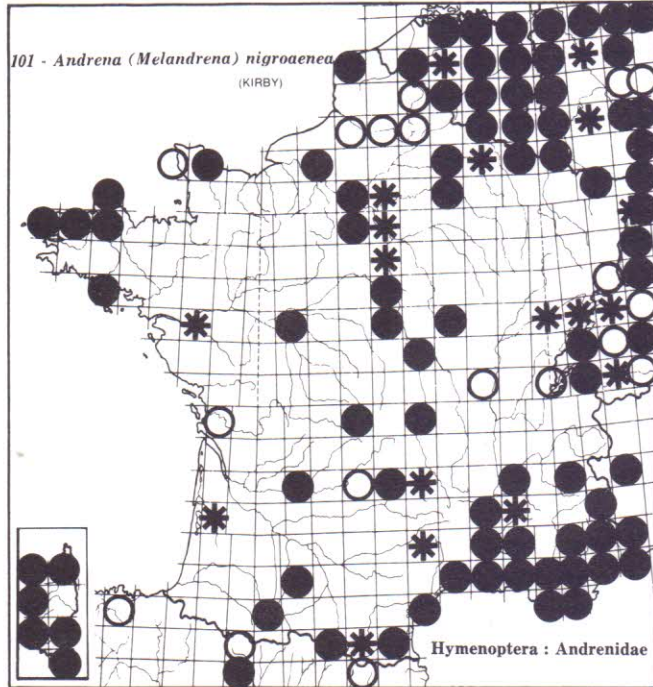 101 - Andrena (Melandrena) nigroaenea
(KIRBY)
Hymenoptera : Andrenidae